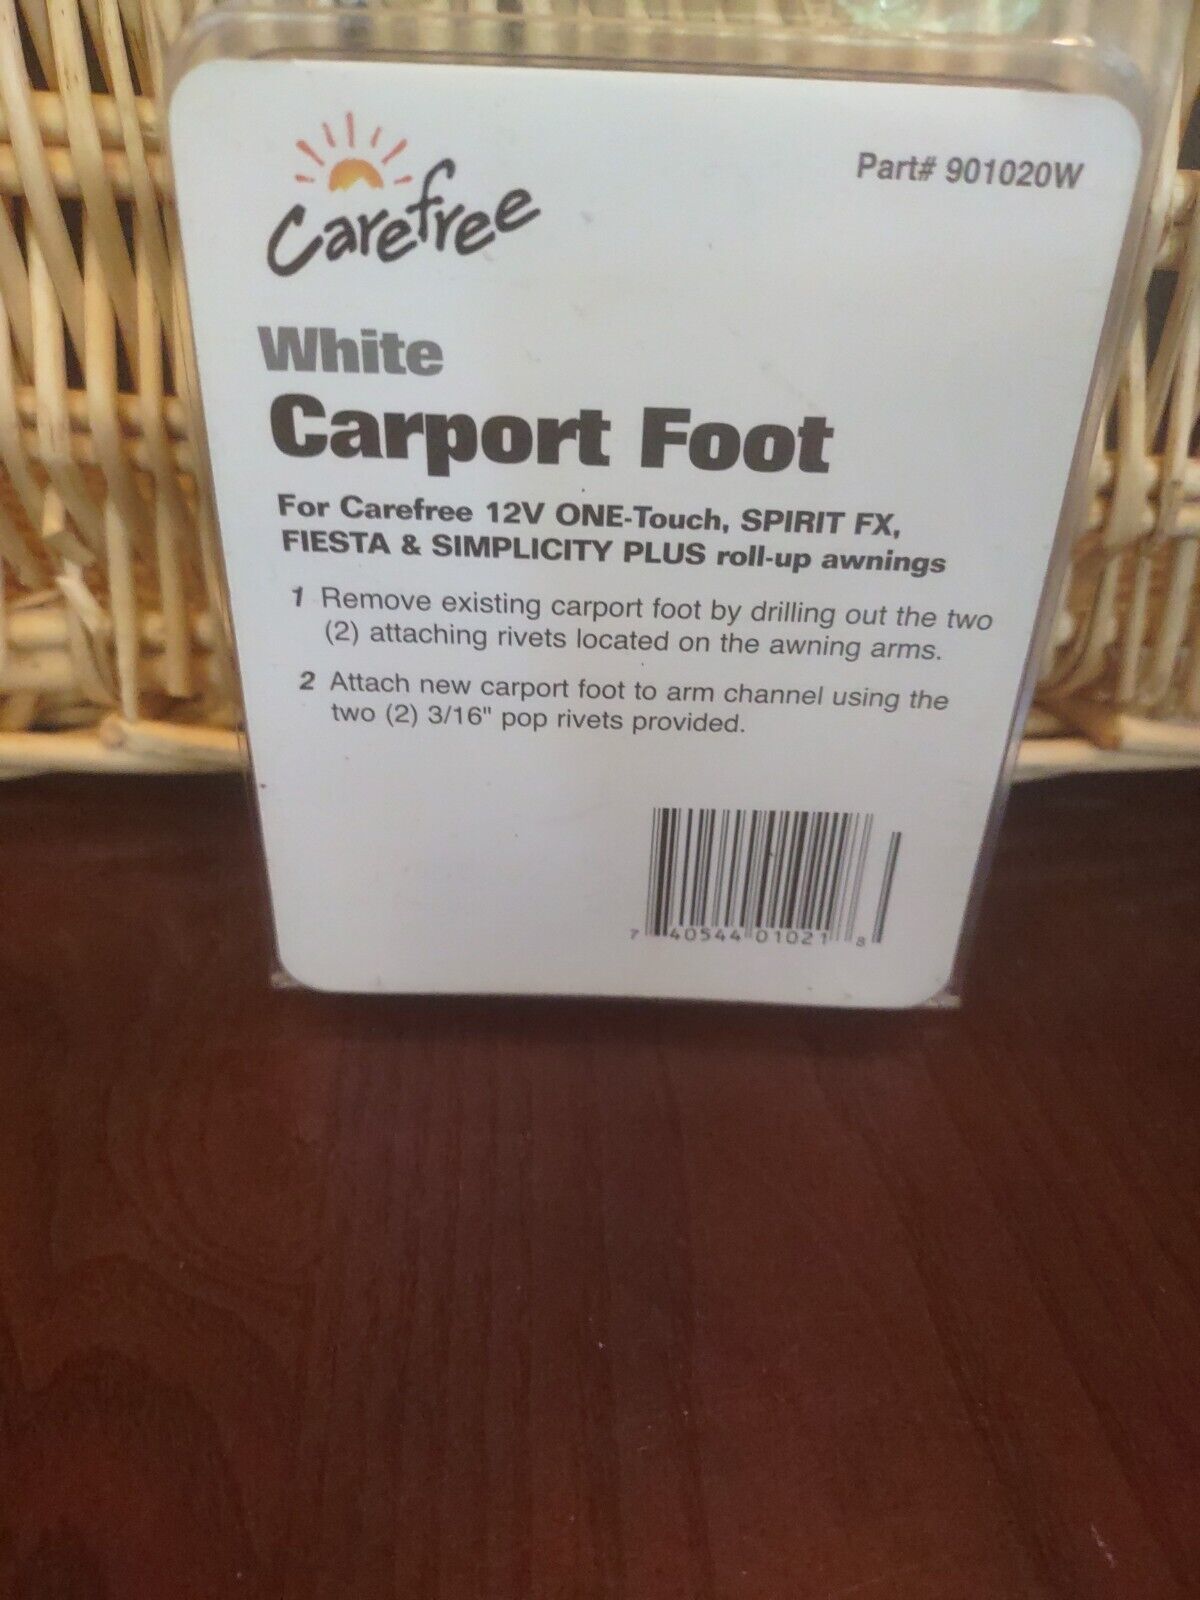 Carefree
Part# 901020W
White
Carport Foot
For Carefree 12V ONE-Touch, SPIRIT FX,
FIESTA & SIMPLICITY PLUS roll-up awnings
1 Remove existing carport foot by drilling out the two
(2) attaching rivets located on the awning arms.
2 Attach new carport foot to arm channel using the
two (2) 3/16" pop rivets provided.
7 40544 01021 8